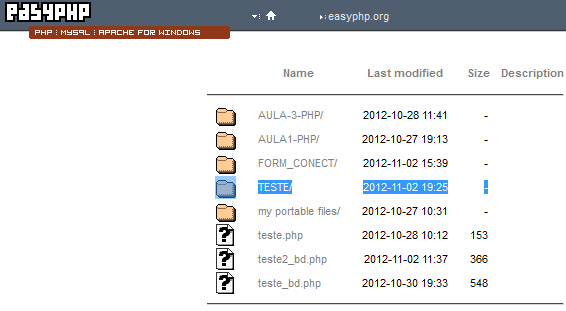 easyphp
easyphp.org
PHP : MYSQL : APACHE FOR WINDOWS
Name Last modified Size Description
AULA-3-PHP/ 2012-10-28 11:41 -
AULA1-PHP/ 2012-10-27 19:13 -
FORM_CONECT/ 2012-11-02 15:39 -
TESTE/ 2012-11-02 19:25 -
my portable files/ 2012-10-27 10:31 -
? teste.php 2012-10-28 10:12 153
? teste2_bd.php 2012-11-02 11:37 366
? teste_bd.php 2012-10-30 19:33 548